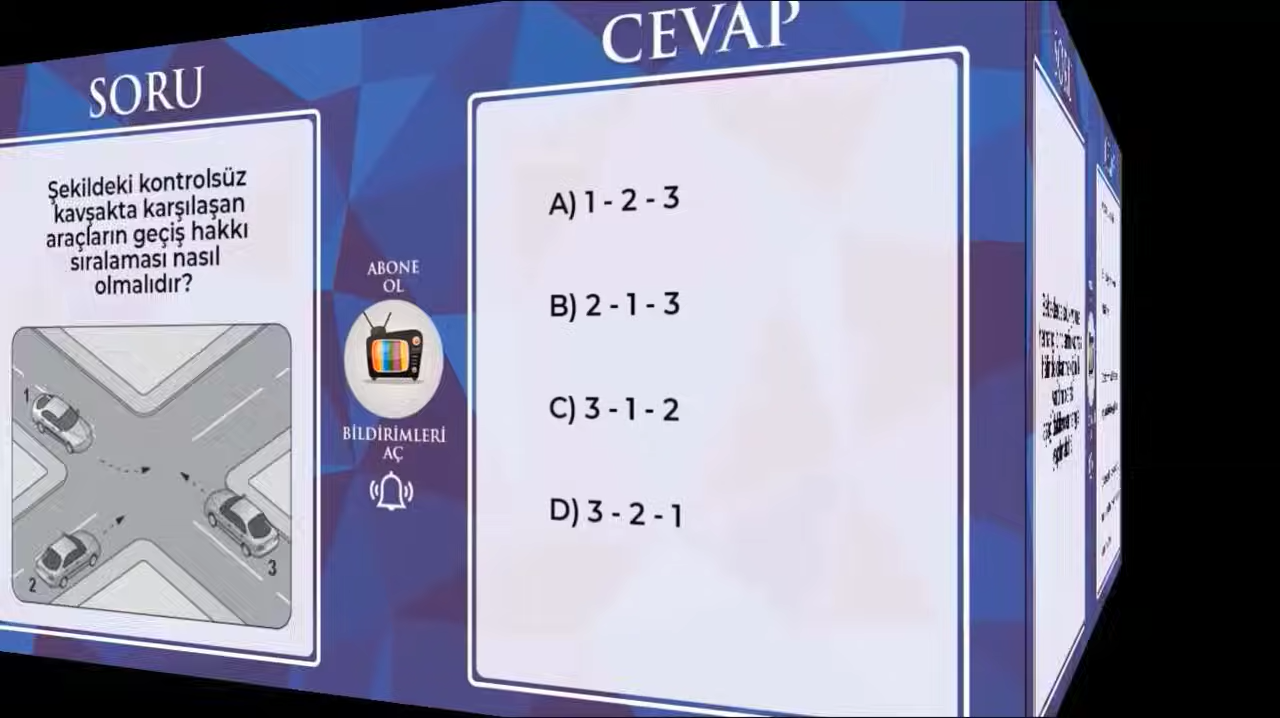 SORU
Şekildeki kontrolsüz
kavşakta karşılaşan
araçların geçiş hakkı
sıralaması nasıl
olmalıdır?
1
2
3
ABONE
OL
BİLDİRİMLERİ
AÇ
CEVAP
A) 1 - 2 - 3
B) 2 - 1 - 3
C) 3 - 1 - 2
D) 3 - 2 - 1
SORU